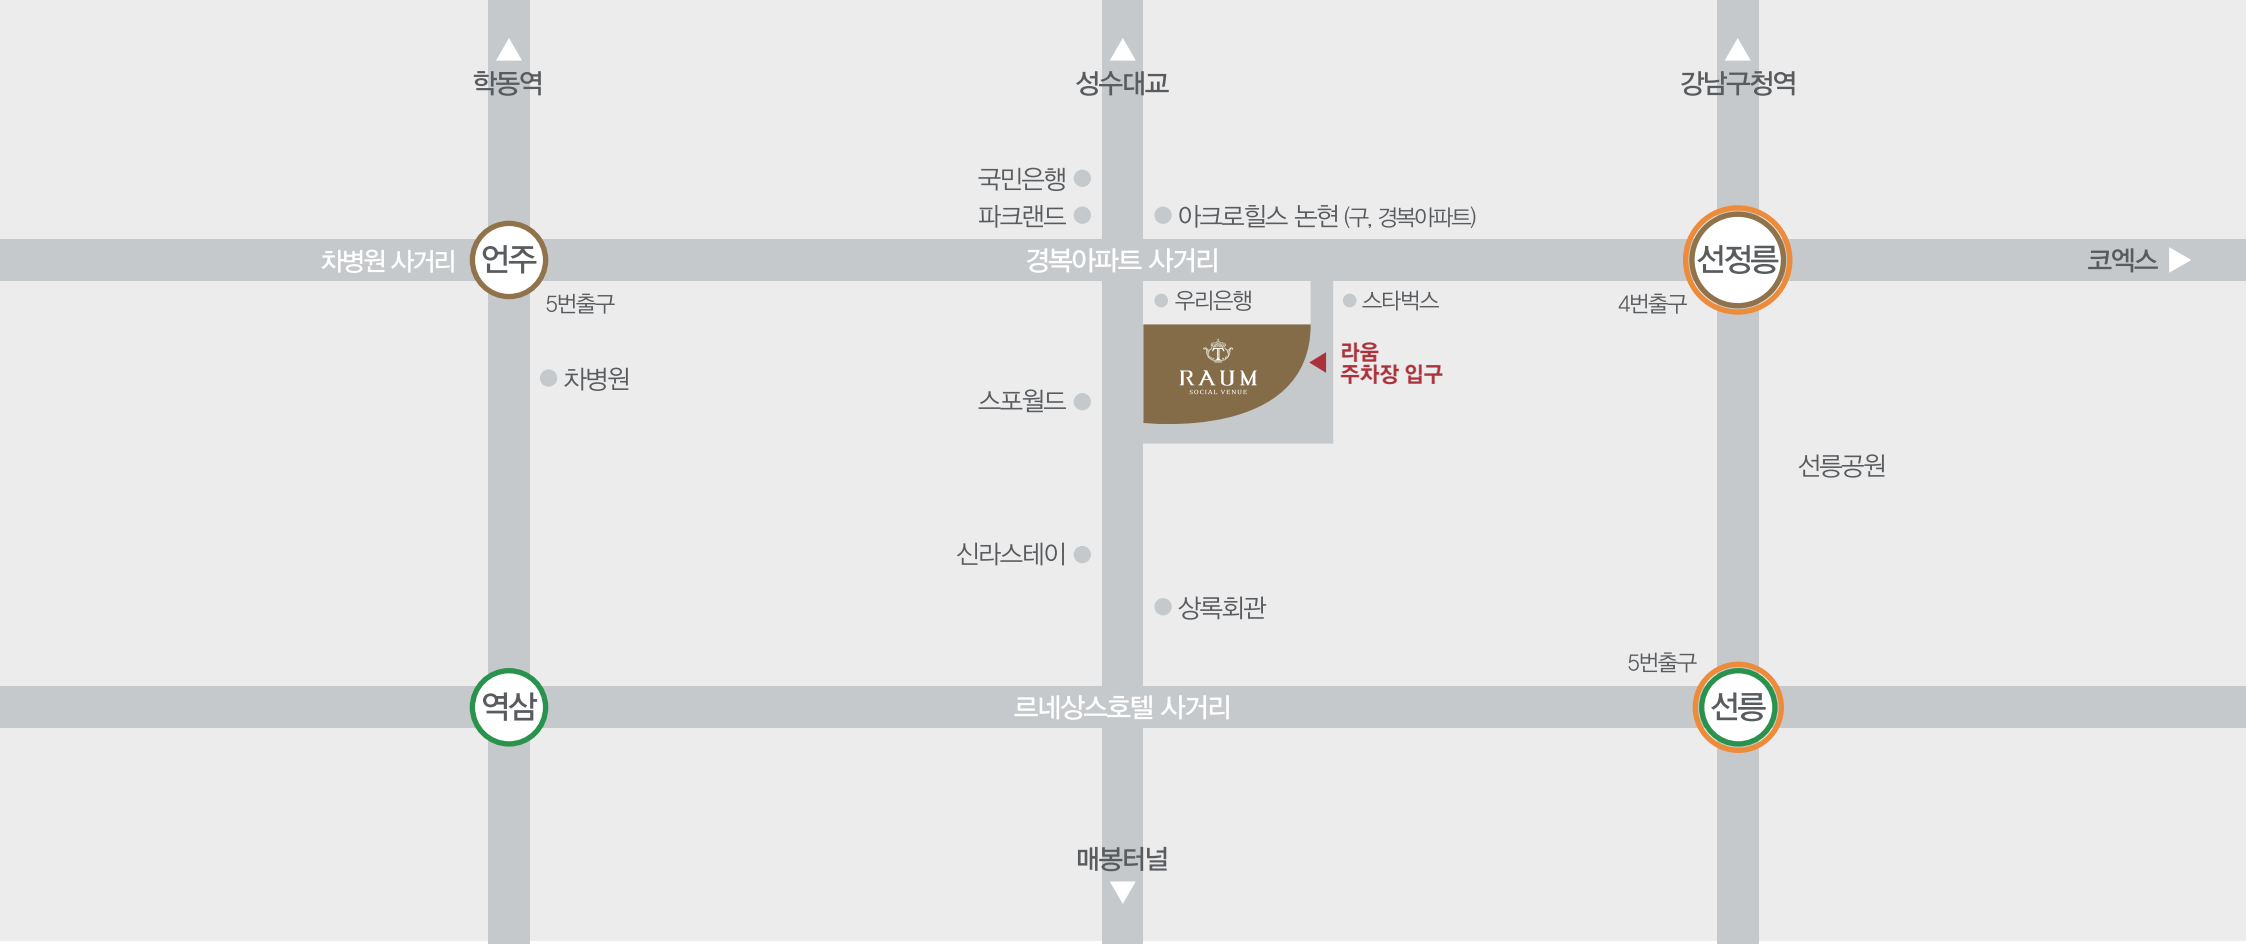 학동역
성수대교
강남구청역
국민은행
파크랜드
아크로힐스 논현 (구, 경복아파트)
차병원 사거리
언주
경복아파트 사거리
선정릉
코엑스
5번출구
우리은행
스타벅스
4번출구
라움
주차장 입구
RAUM
SOCIAL VENUE
차병원
스포월드
선릉공원
신라스테이
상록회관
5번출구
역삼
르네상스호텔 사거리
선릉
매봉터널